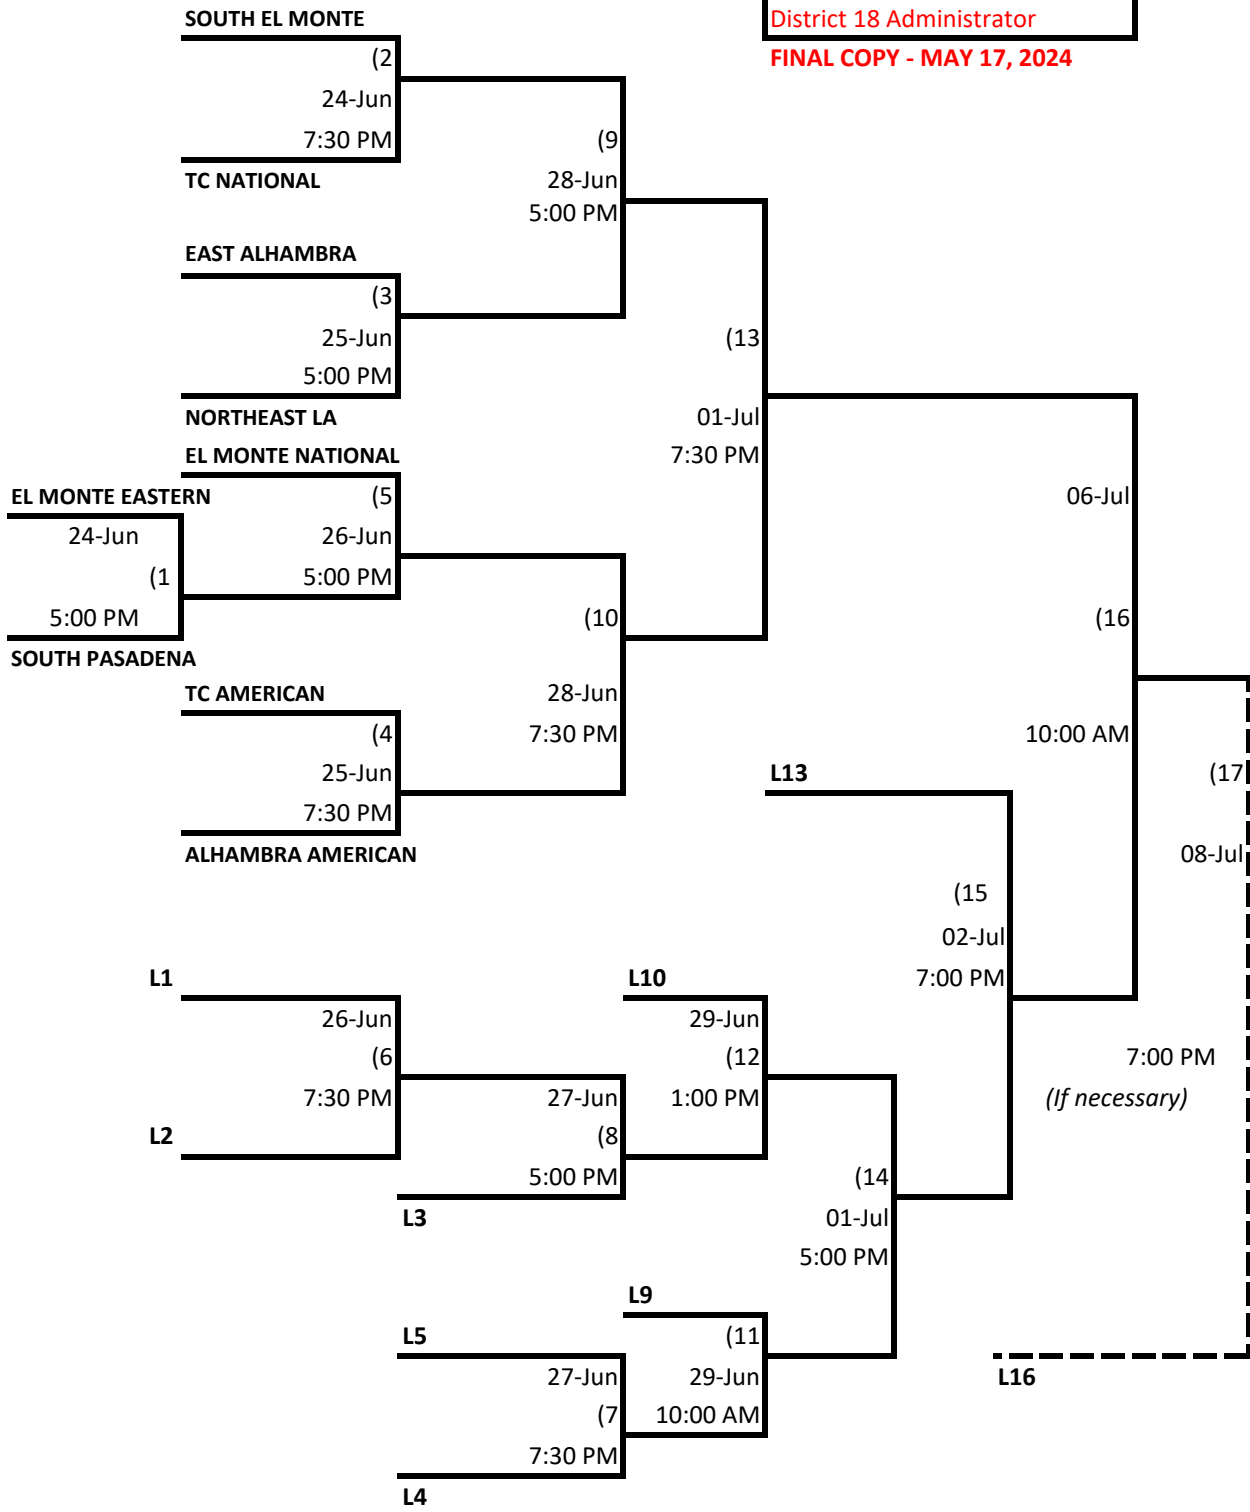 SOUTH EL MONTE
District 18 Administrator
FINAL COPY - MAY 17, 2024
(2
24-Jun
7:30 PM
TC NATIONAL
(9
28-Jun
5:00 PM
EAST ALHAMBRA
(3
25-Jun
5:00 PM
NORTHEAST LA
(13
01-Jul
7:30 PM
EL MONTE NATIONAL
EL MONTE EASTERN
24-Jun
(1
5:00 PM
SOUTH PASADENA
(5
26-Jun
5:00 PM
(10
28-Jun
7:30 PM
TC AMERICAN
(4
25-Jun
7:30 PM
ALHAMBRA AMERICAN
06-Jul
(16
10:00 AM
L13
(17
08-Jul
7:00 PM
(If necessary)
(15
02-Jul
7:00 PM
L1
26-Jun
(6
7:30 PM
L2
L10
29-Jun
(12
1:00 PM
27-Jun
(8
5:00 PM
L3
(14
01-Jul
5:00 PM
L9
(11
29-Jun
10:00 AM
L5
27-Jun
(7
7:30 PM
L4
L16